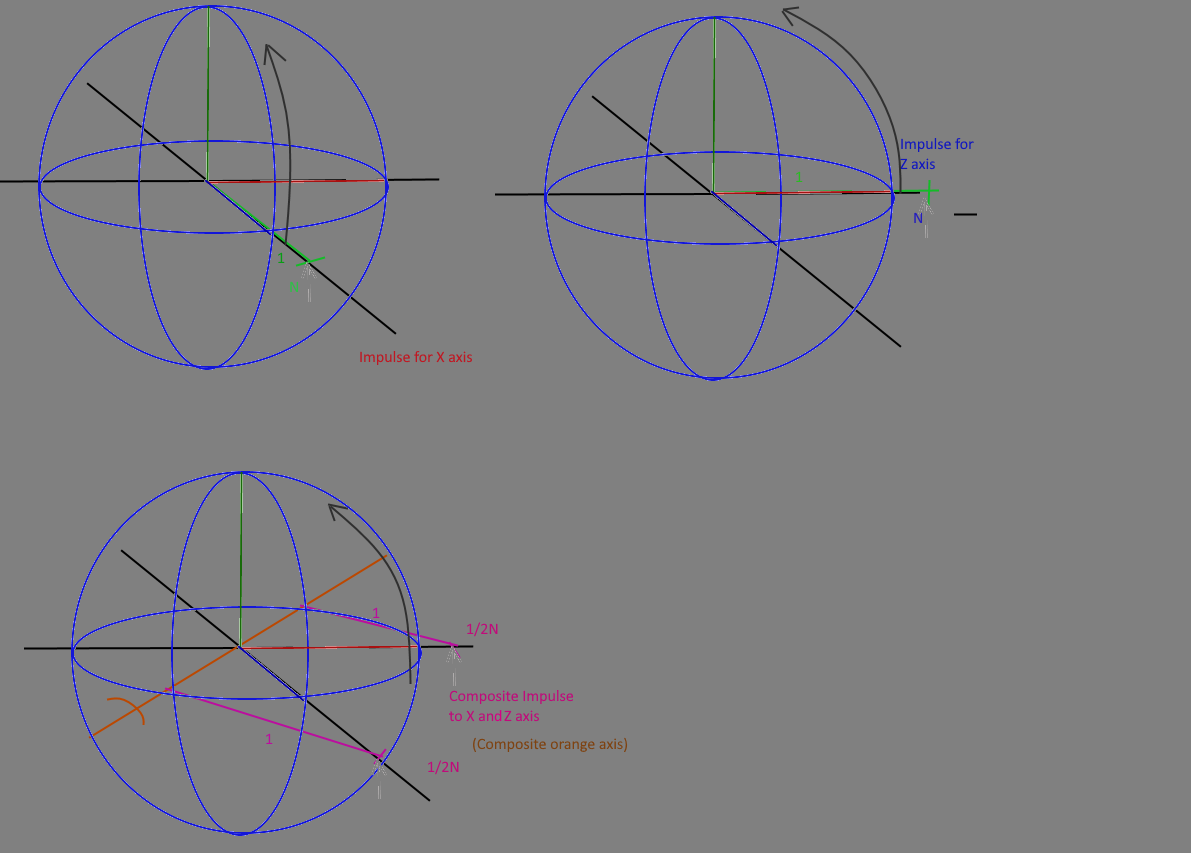 Impulse for
Z axis
1
N
1
N
Impulse for X axis
1
1/2N
Composite Impulse
to X and Z axis
(Composite orange axis)
1
1/2N